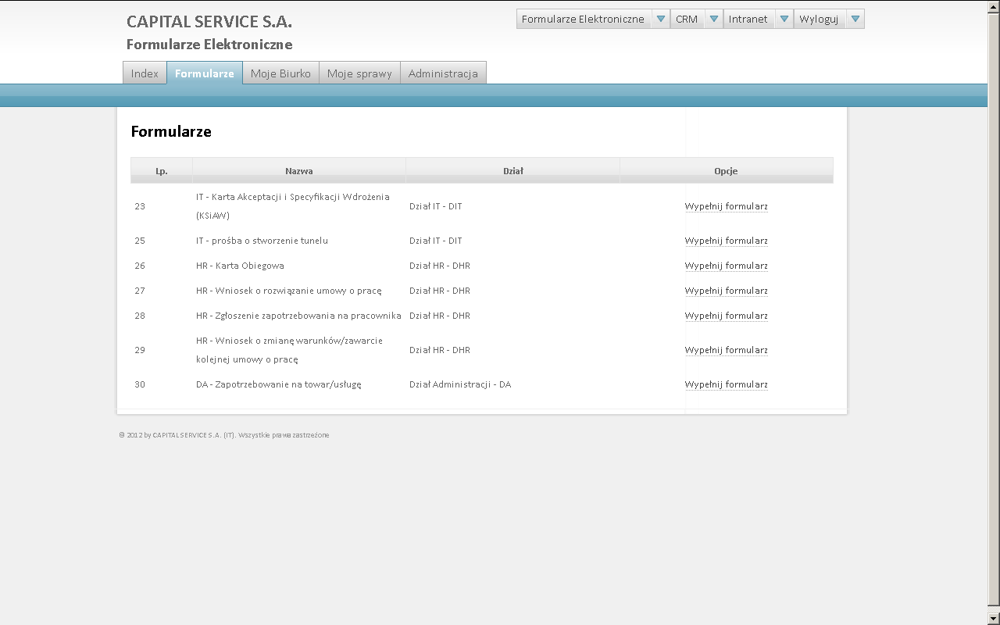 CAPITAL SERVICE S.A.
Formularze Elektroniczne
Formularze Elektroniczne CRM Intranet Wyloguj
Index Formularze Moje Biurko Moje sprawy Administracja
Formularze
Lp. Nazwa Dział Opcje
23 IT - Karta Akceptacji i Specyfikacji Wdrożenia (KSiAW) Dział IT - DIT Wypełnij formularz
25 IT - prośba o stworzenie tunelu Dział IT - DIT Wypełnij formularz
26 HR - Karta Obiegowa Dział HR - DHR Wypełnij formularz
27 HR - Wniosek o rozwiązanie umowy o pracę Dział HR - DHR Wypełnij formularz
28 HR - Zgłoszenie zapotrzebowania na pracownika Dział HR - DHR Wypełnij formularz
29 HR - Wniosek o zmianę warunków/zawarcie kolejnej umowy o pracę Dział HR - DHR Wypełnij formularz
30 DA - Zapotrzebowanie na towar/usługę Dział Administracji - DA Wypełnij formularz
© 2012 by CAPITAL SERVICE S.A. (IT). Wszystkie prawa zastrzeżone